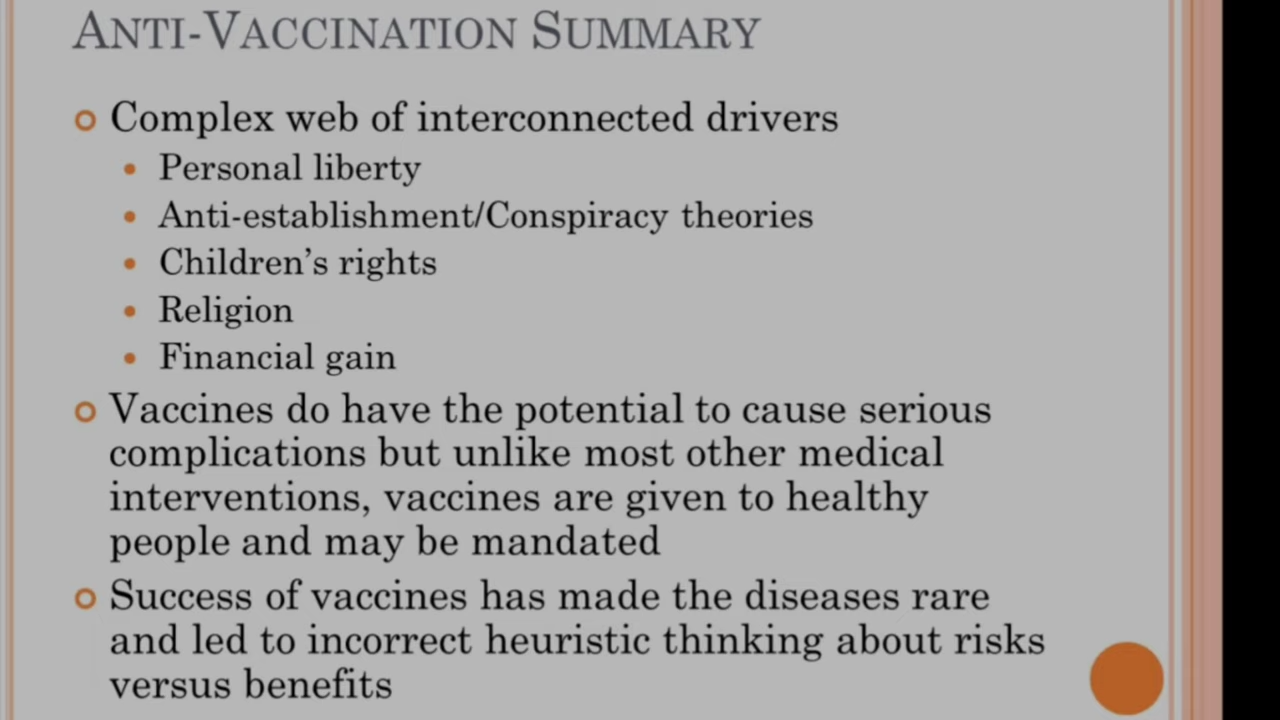 ANTI-VACCINATION SUMMARY
Complex web of interconnected drivers
Personal liberty
Anti-establishment/Conspiracy theories
Children's rights
Religion
Financial gain
Vaccines do have the potential to cause serious
complications but unlike most other medical
interventions, vaccines are given to healthy
people and may be mandated
Success of vaccines has made the diseases rare
and led to incorrect heuristic thinking about risks
versus benefits